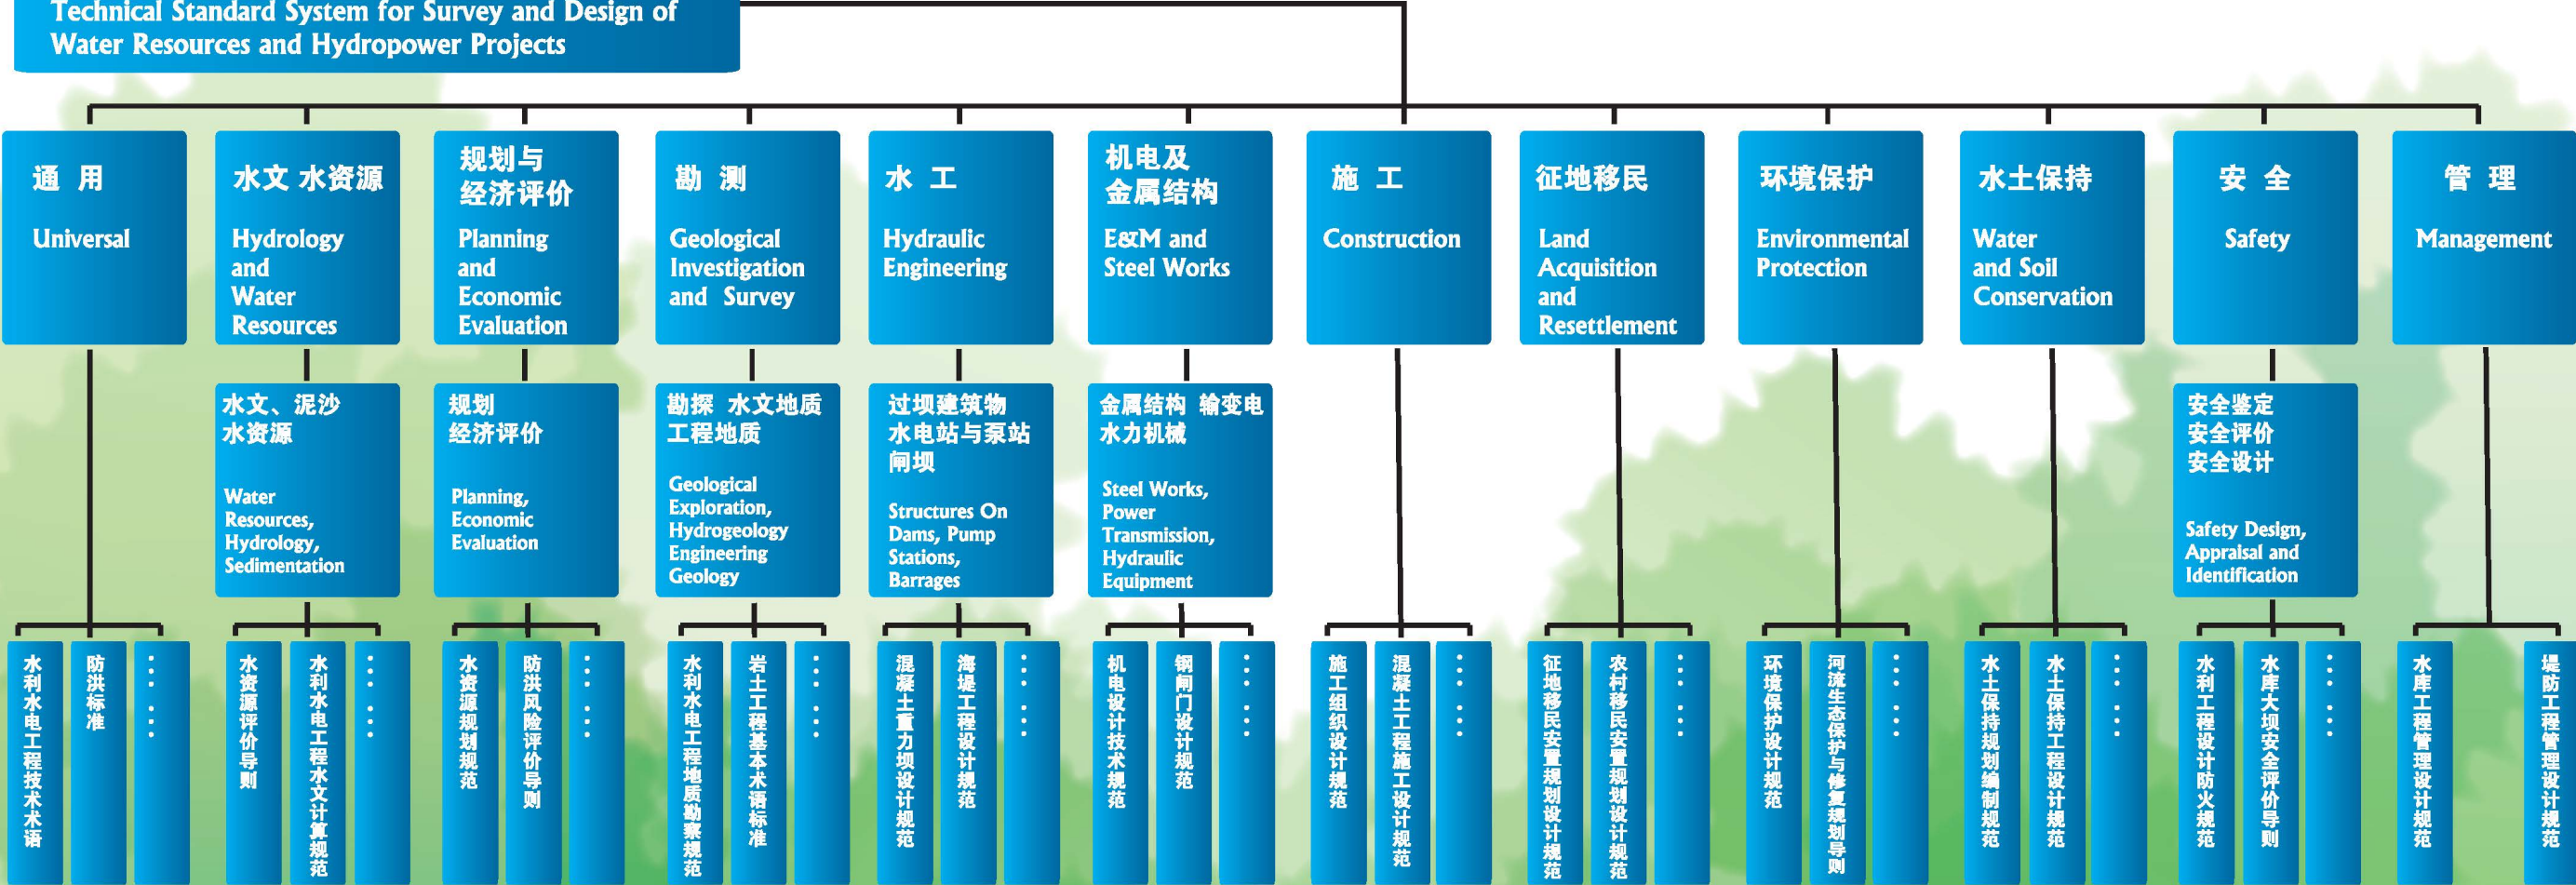 Technical Standard System for Survey and Design of
Water Resources and Hydropower Projects
通 用
Universal
水文 水资源
Hydrology
and
Water
Resources
规划与
经济评价
Planning
and
Economic
Evaluation
勘 测
Geological
Investigation
and Survey
水 工
Hydraulic
Engineering
机电及
金属结构
E&M and
Steel Works
施 工
Construction
征地移民
Land
Acquisition
and
Resettlement
环境保护
Environmental
Protection
水土保持
Water
and Soil
Conservation
安 全
Safety
管 理
Management
水文、泥沙
水资源
Water
Resources,
Hydrology,
Sedimentation
规划
经济评价
Planning,
Economic
Evaluation
勘探 水文地质
工程地质
Geological
Exploration,
Hydrogeology
Engineering
Geology
过坝建筑物
水电站与泵站
闸坝
Structures On
Dams, Pump
Stations,
Barrages
金属结构 输变电
水力机械
Steel Works,
Power
Transmission,
Hydraulic
Equipment
安全鉴定
安全评价
安全设计
Safety Design,
Appraisal and
Identification
水利水电工程技术术语
防洪标准
……
水资源评价导则
水利水电工程水文计算规范
……
水资源规划规范
防洪风险评价导则
……
水利水电工程地质勘察规范
岩土工程基本术语标准
……
混凝土重力坝设计规范
海堤工程设计规范
……
机电设计技术规范
钢闸门设计规范
……
施工组织设计规范
混凝土工程施工设计规范
……
征地移民安置规划设计规范
农村移民安置规划设计规范
……
环境保护设计规范
河流生态保护与修复规划导则
……
水土保持规划编制规范
水土保持工程设计规范
……
水利工程设计防火规范
水库大坝安全评价导则
……
水库工程管理设计规范
堤防工程管理设计规范